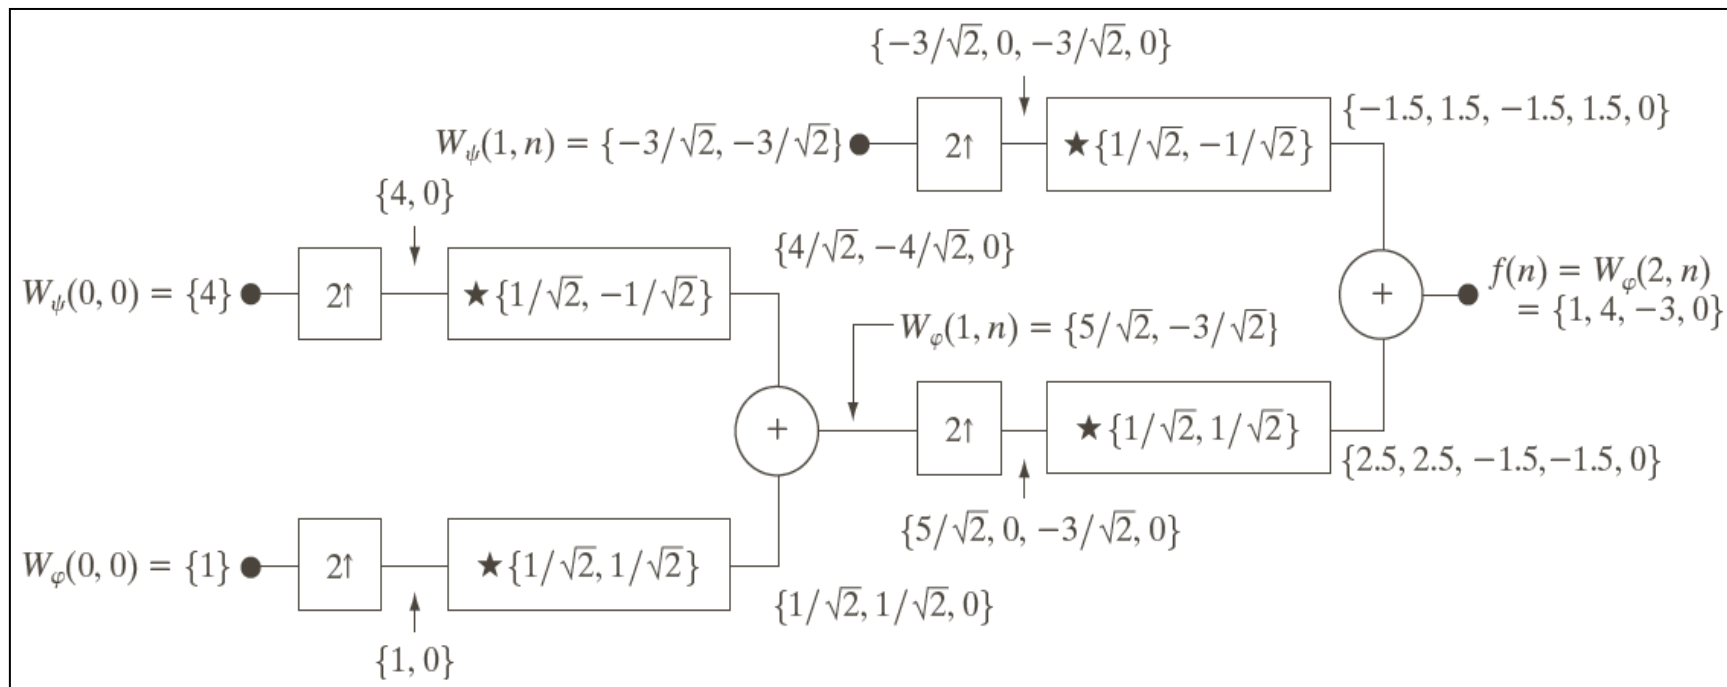 {−3/√2, 0, −3/√2, 0}
{−1.5, 1.5, −1.5, 1.5, 0}
W_ψ(1, n) = {−3/√2, −3/√2}
2↑
★{1/√2, −1/√2}
{4, 0}
{4/√2, −4/√2, 0}
W_ψ(0, 0) = {4}
2↑
★{1/√2, −1/√2}
+
f(n) = W_φ(2, n)
= {1, 4, −3, 0}
W_φ(1, n) = {5/√2, −3/√2}
+
2↑
★{1/√2, 1/√2}
{2.5, 2.5, −1.5, −1.5, 0}
{5/√2, 0, −3/√2, 0}
W_φ(0, 0) = {1}
2↑
★{1/√2, 1/√2}
{1/√2, 1/√2, 0}
{1, 0}